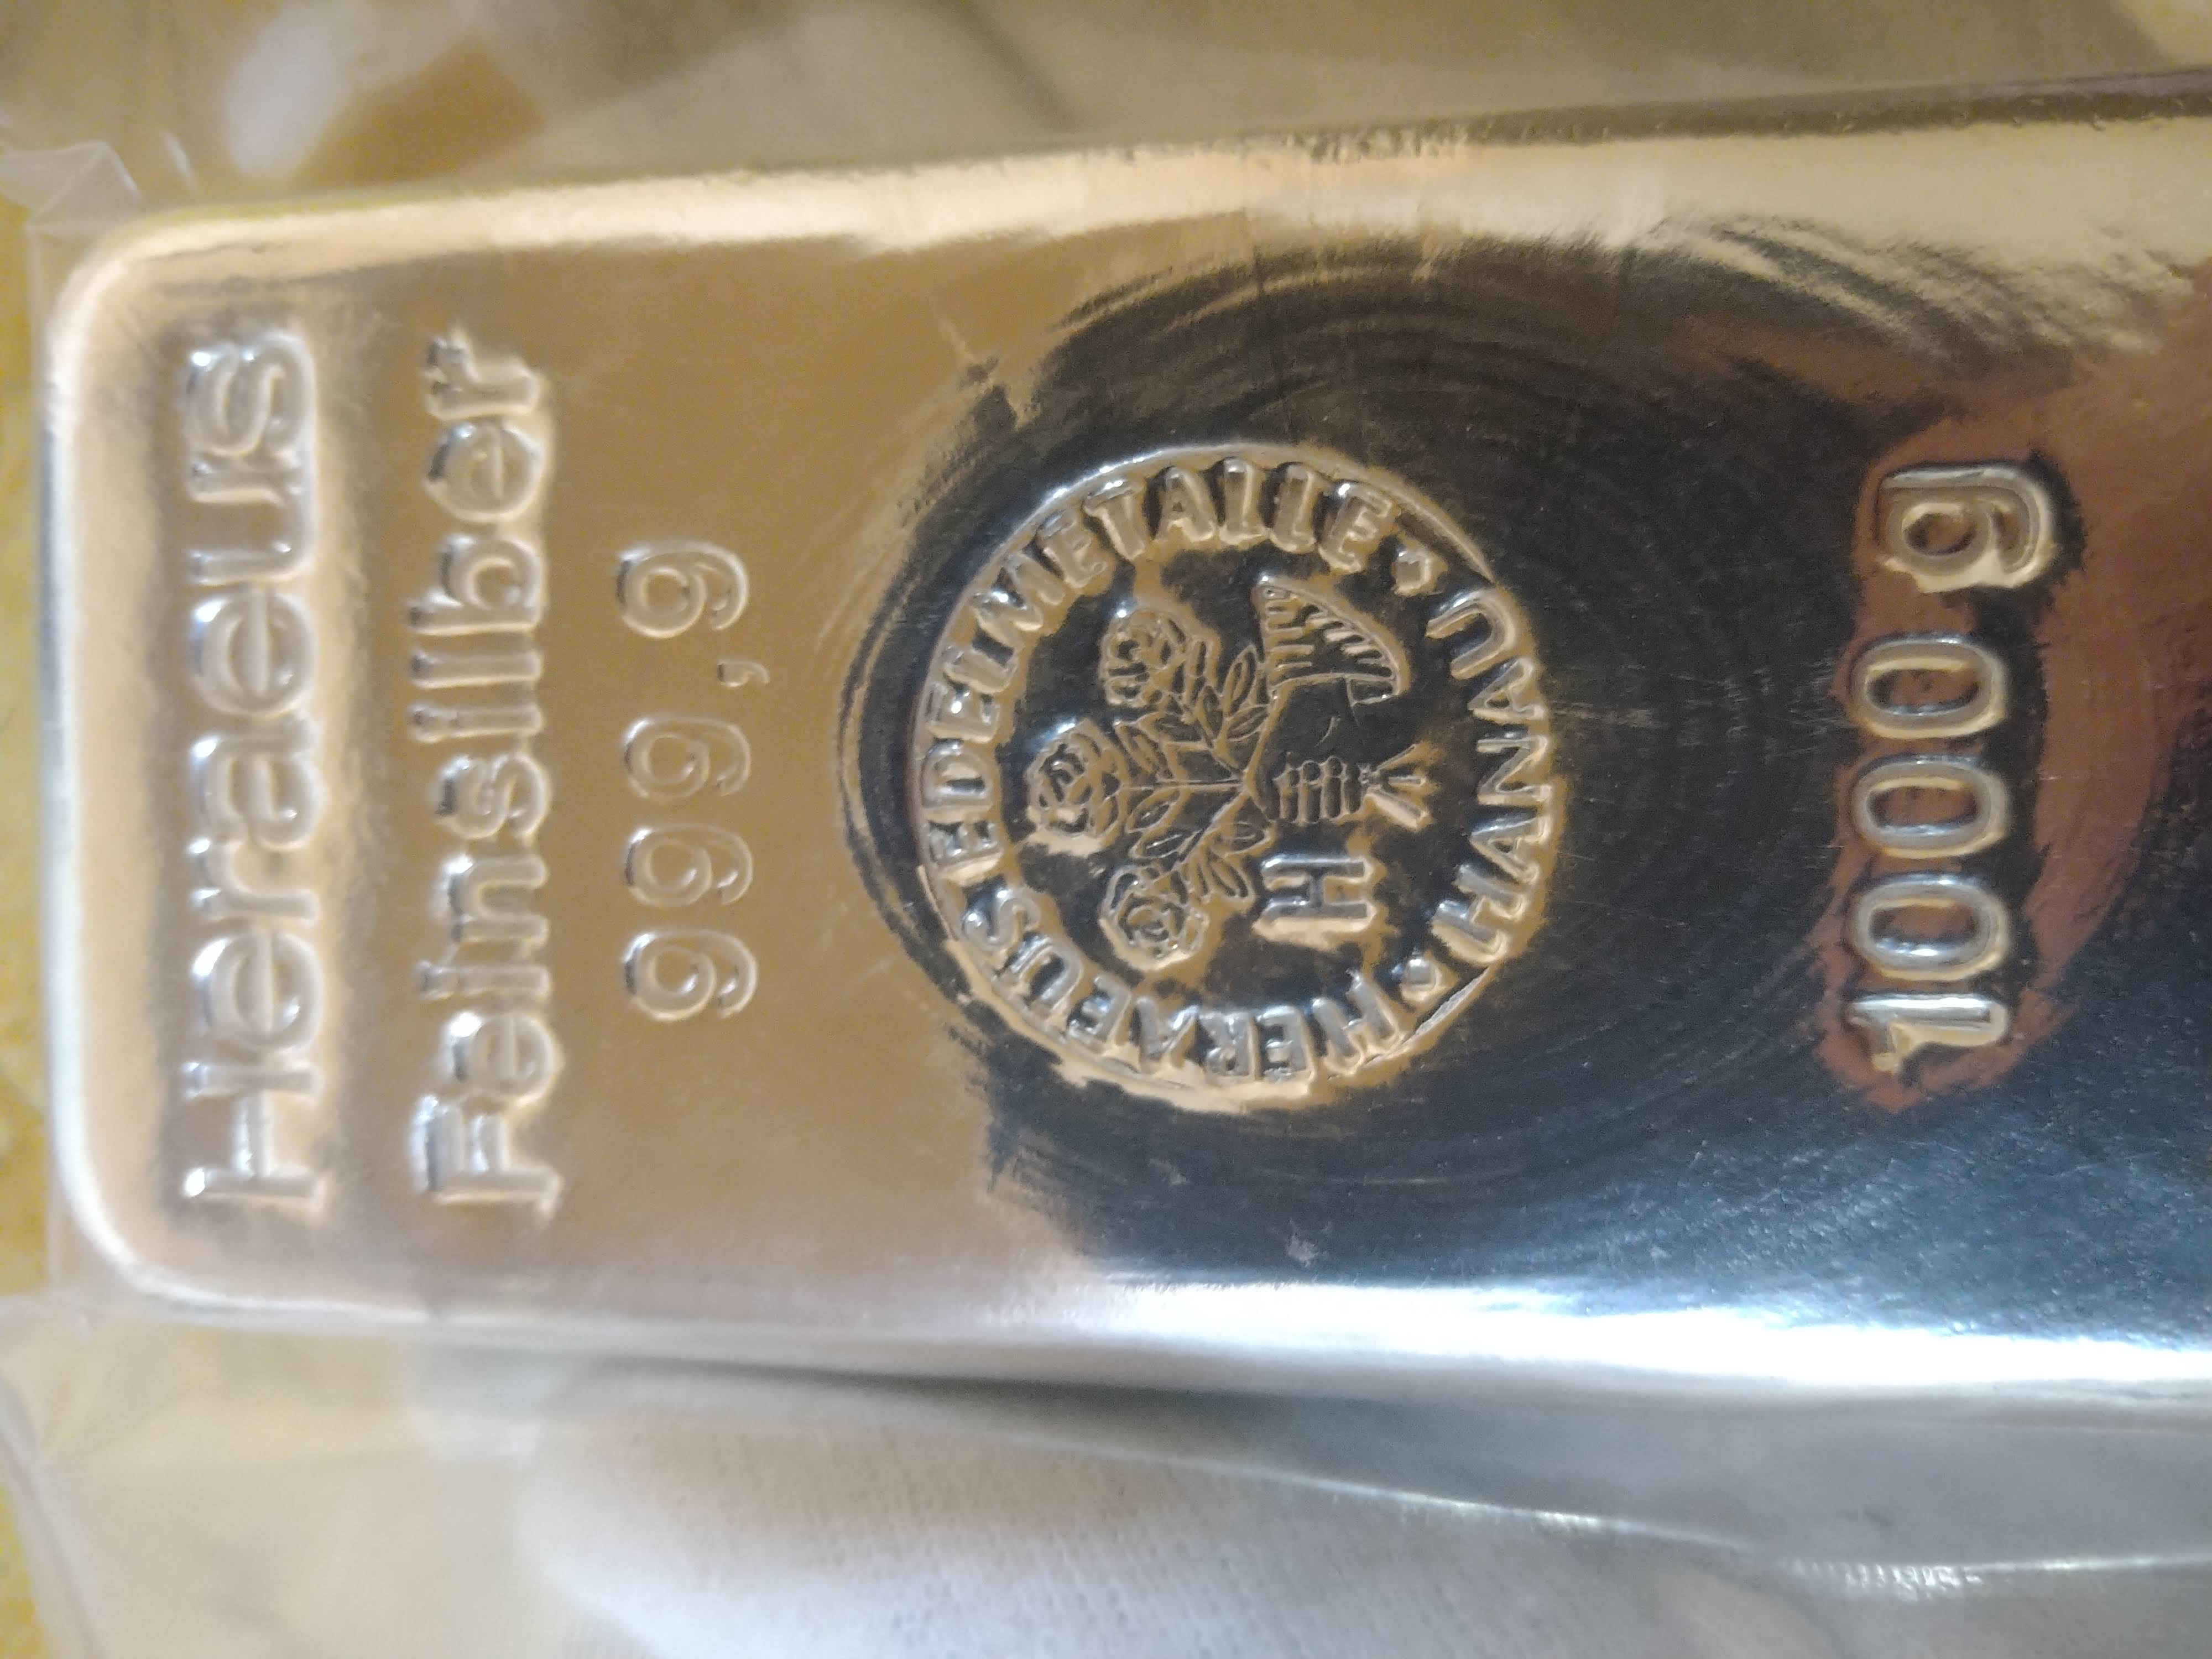 Heraeus
Feinsilber
999,9
HERAEUS EDELMETALLE • HANAU •
H
1000 g